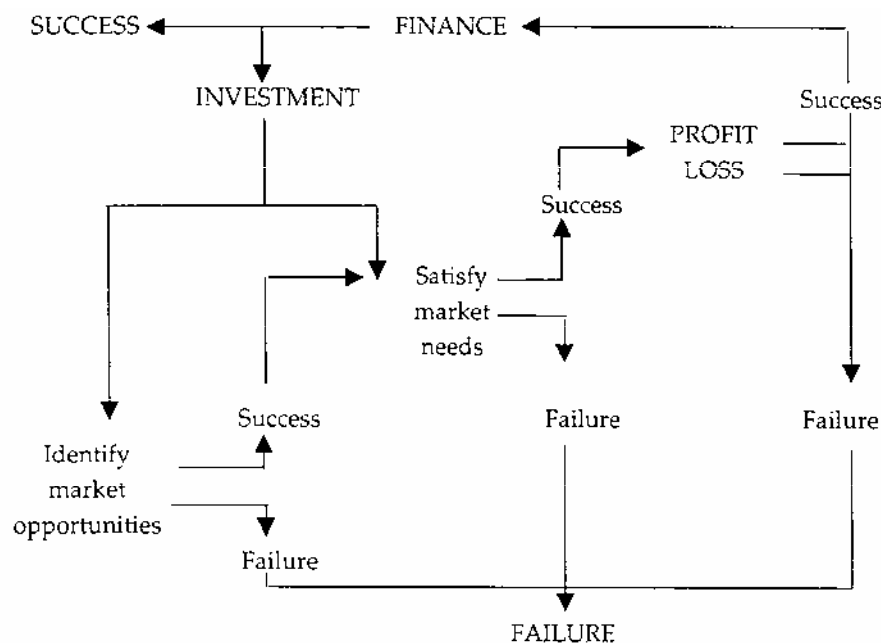 SUCCESS
FINANCE
INVESTMENT
Success
PROFIT
LOSS
Success
Satisfy
market
needs
Success
Failure
Failure
Identify
market
opportunities
Failure
FAILURE